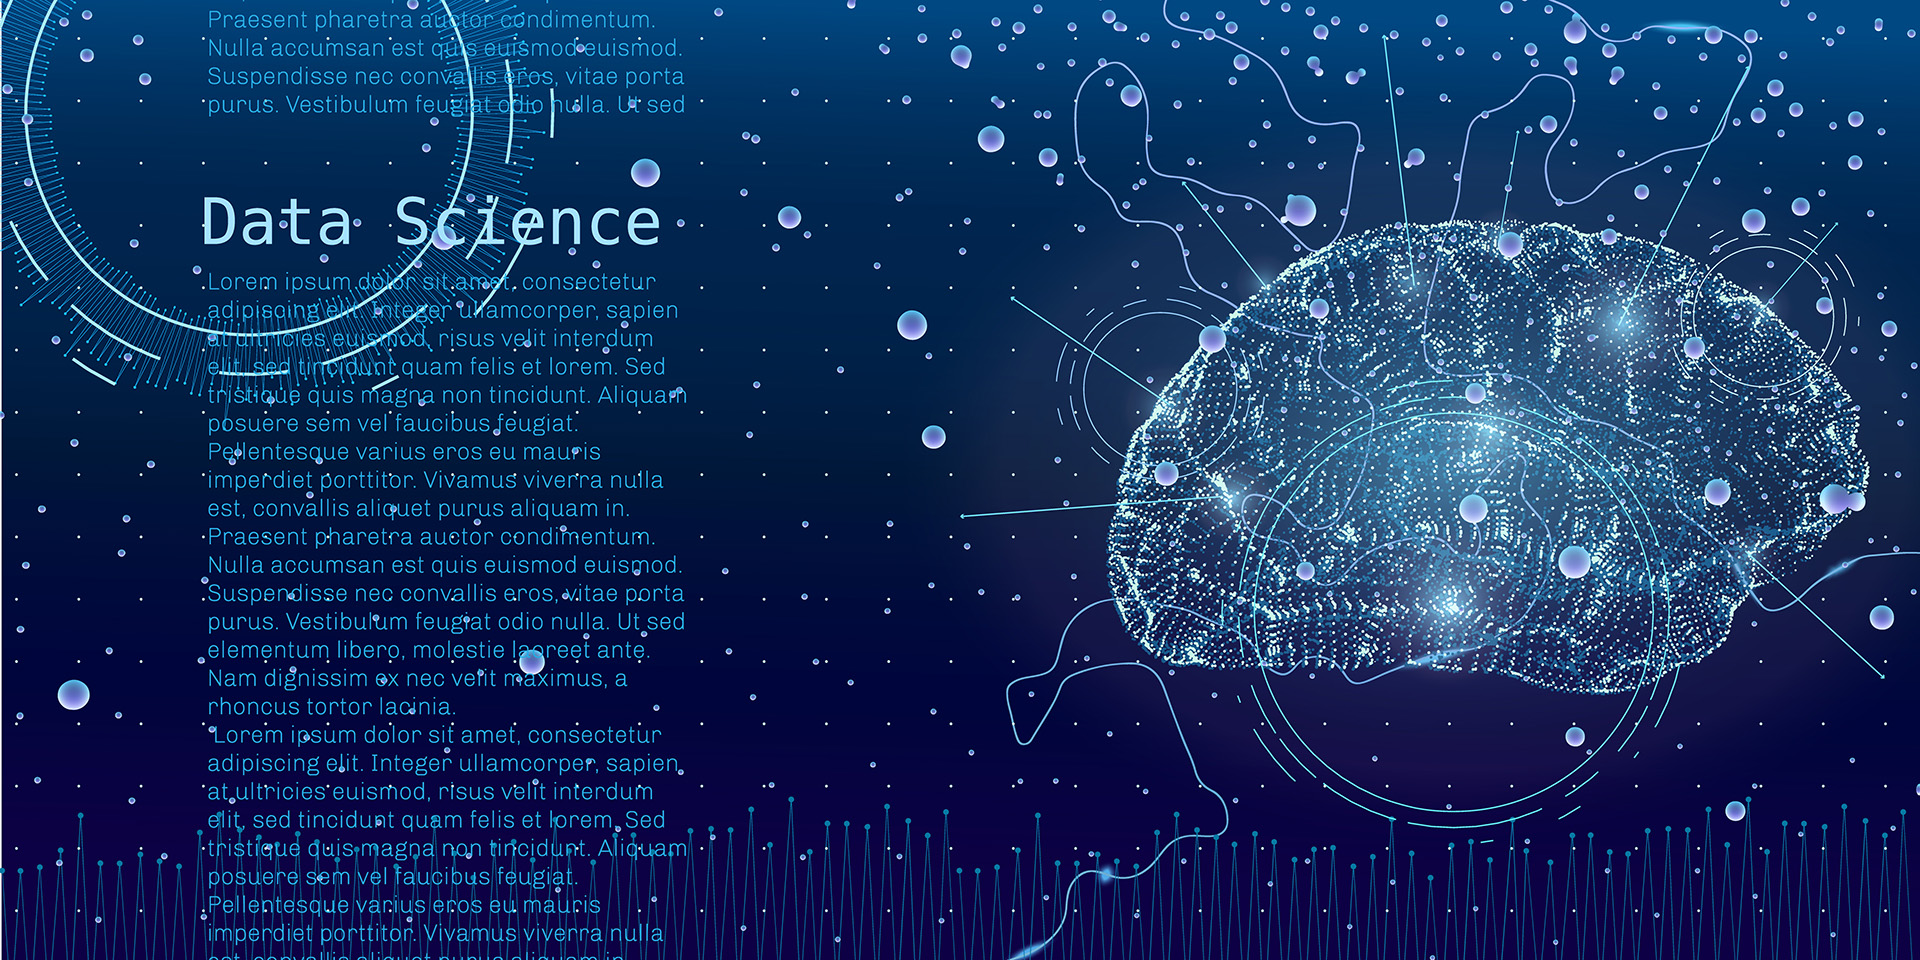 Praesent pharetra auctor condimentum.
Nulla accumsan est quis euismod euismod.
Suspendisse nec convallis eros, vitae porta
purus. Vestibulum feugiat odio nulla. Ut sed
Data Science
Lorem ipsum dolor sit amet, consectetur
adipiscing elit. Integer ullamcorper, sapien
at ultricies euismod, risus velit interdum
elit, sed tincidunt quam felis et lorem. Sed
tristique quis magna non tincidunt. Aliquam
posuere sem vel faucibus feugiat.
Pellentesque varius eros eu mauris
imperdiet porttitor. Vivamus viverra nulla
est, convallis aliquet purus aliquam in.
Praesent pharetra auctor condimentum.
Nulla accumsan est quis euismod euismod.
Suspendisse nec convallis eros, vitae porta
purus. Vestibulum feugiat odio nulla. Ut sed
elementum libero, molestie laoreet ante.
Nam dignissim ex nec velit maximus, a
rhoncus tortor lacinia.
Lorem ipsum dolor sit amet, consectetur
adipiscing elit. Integer ullamcorper, sapien
at ultricies euismod, risus velit interdum
elit, sed tincidunt quam felis et lorem. Sed
tristique quis magna non tincidunt. Aliquam
posuere sem vel faucibus feugiat.
Pellentesque varius eros eu mauris
imperdiet porttitor. Vivamus viverra nulla